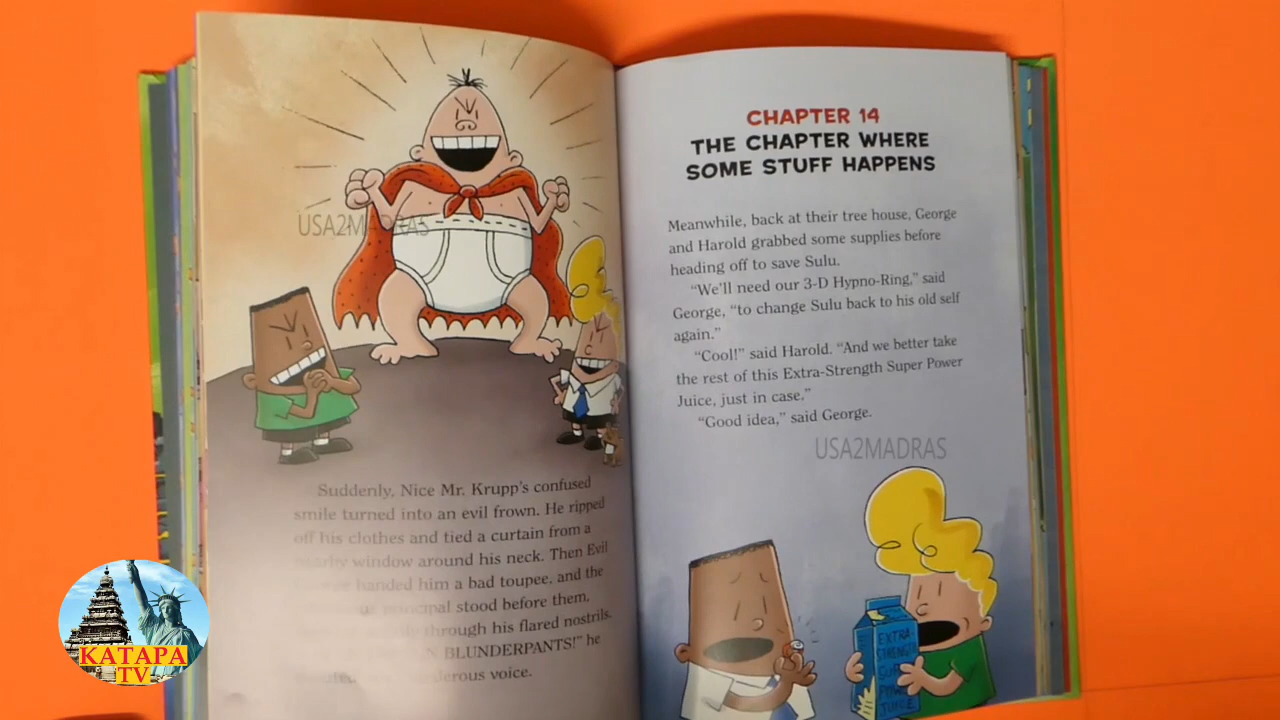 USA2MADRAS
Suddenly, Nice Mr. Krupp's confused
smile turned into an evil frown. He ripped
off his clothes and tied a curtain from a
window around his neck. Then Evil
handed him a bad toupee, and the
principal stood before them,
through his flared nostrils.
BLUNDERPANTS!" he
voice.
KATAPA
TV
CHAPTER 14
THE CHAPTER WHERE
SOME STUFF HAPPENS
Meanwhile, back at their tree house, George
and Harold grabbed some supplies before
heading off to save Sulu.
"We'll need our 3-D Hypno-Ring," said
George, "to change Sulu back to his old self
again."
"Cool!" said Harold. "And we better take
the rest of this Extra-Strength Super Power
Juice, just in case."
"Good idea," said George.
USA2MADRAS
EXTRA-
STRENGTH
SUPER
POWER
JUICE